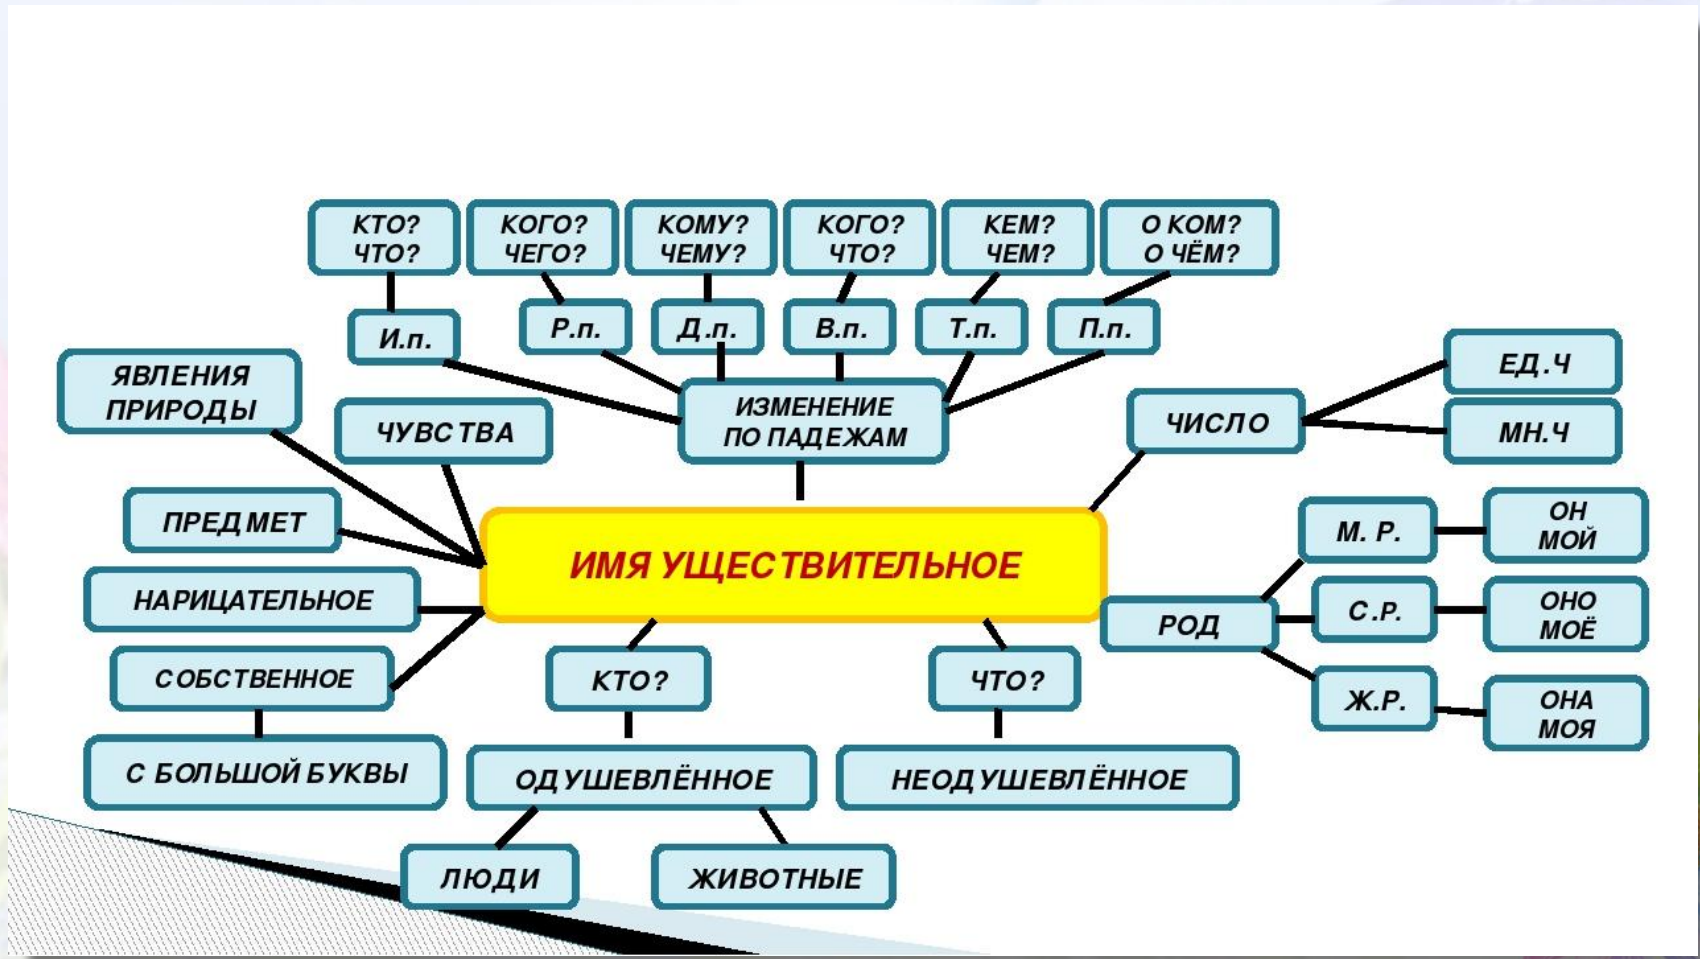 КТО?
ЧТО?
КОГО?
ЧЕГО?
КОМУ?
ЧЕМУ?
КОГО?
ЧТО?
КЕМ?
ЧЕМ?
О КОМ?
О ЧЁМ?
И.п.
Р.п.
Д.п.
В.п.
Т.п.
П.п.
ЯВЛЕНИЯ
ПРИРОДЫ
ЧУВСТВА
ИЗМЕНЕНИЕ
ПО ПАДЕЖАМ
ЧИСЛО
ЕД.Ч
МН.Ч
ПРЕДМЕТ
ИМЯ УЩЕСТВИТЕЛЬНОЕ
М. Р.
ОН
МОЙ
НАРИЦАТЕЛЬНОЕ
РОД
С.Р.
ОНО
МОЁ
СОБСТВЕННОЕ
КТО?
ЧТО?
Ж.Р.
ОНА
МОЯ
С БОЛЬШОЙ БУКВЫ
ОДУШЕВЛЁННОЕ
НЕОДУШЕВЛЁННОЕ
ЛЮДИ
ЖИВОТНЫЕ